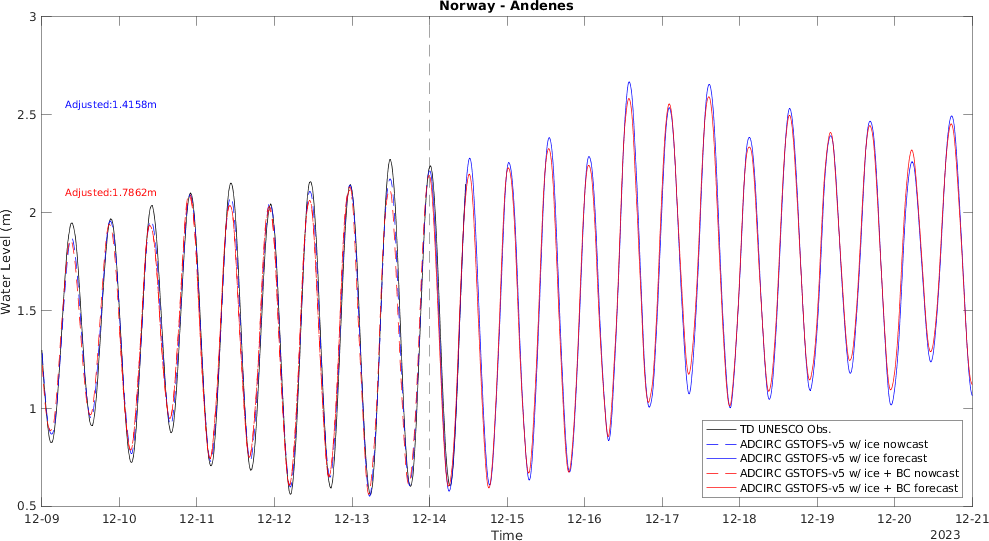 Norway - Andenes
3
2.5
2
1.5
1
0.5
Water Level (m)
Adjusted:1.4158m
Adjusted:1.7862m
TD UNESCO Obs.
ADCIRC GSTOFS-v5 w/ ice nowcast
ADCIRC GSTOFS-v5 w/ ice forecast
ADCIRC GSTOFS-v5 w/ ice + BC nowcast
ADCIRC GSTOFS-v5 w/ ice + BC forecast
12-09 12-10 12-11 12-12 12-13 12-14 12-15 12-16 12-17 12-18 12-19 12-20 12-21
Time
2023